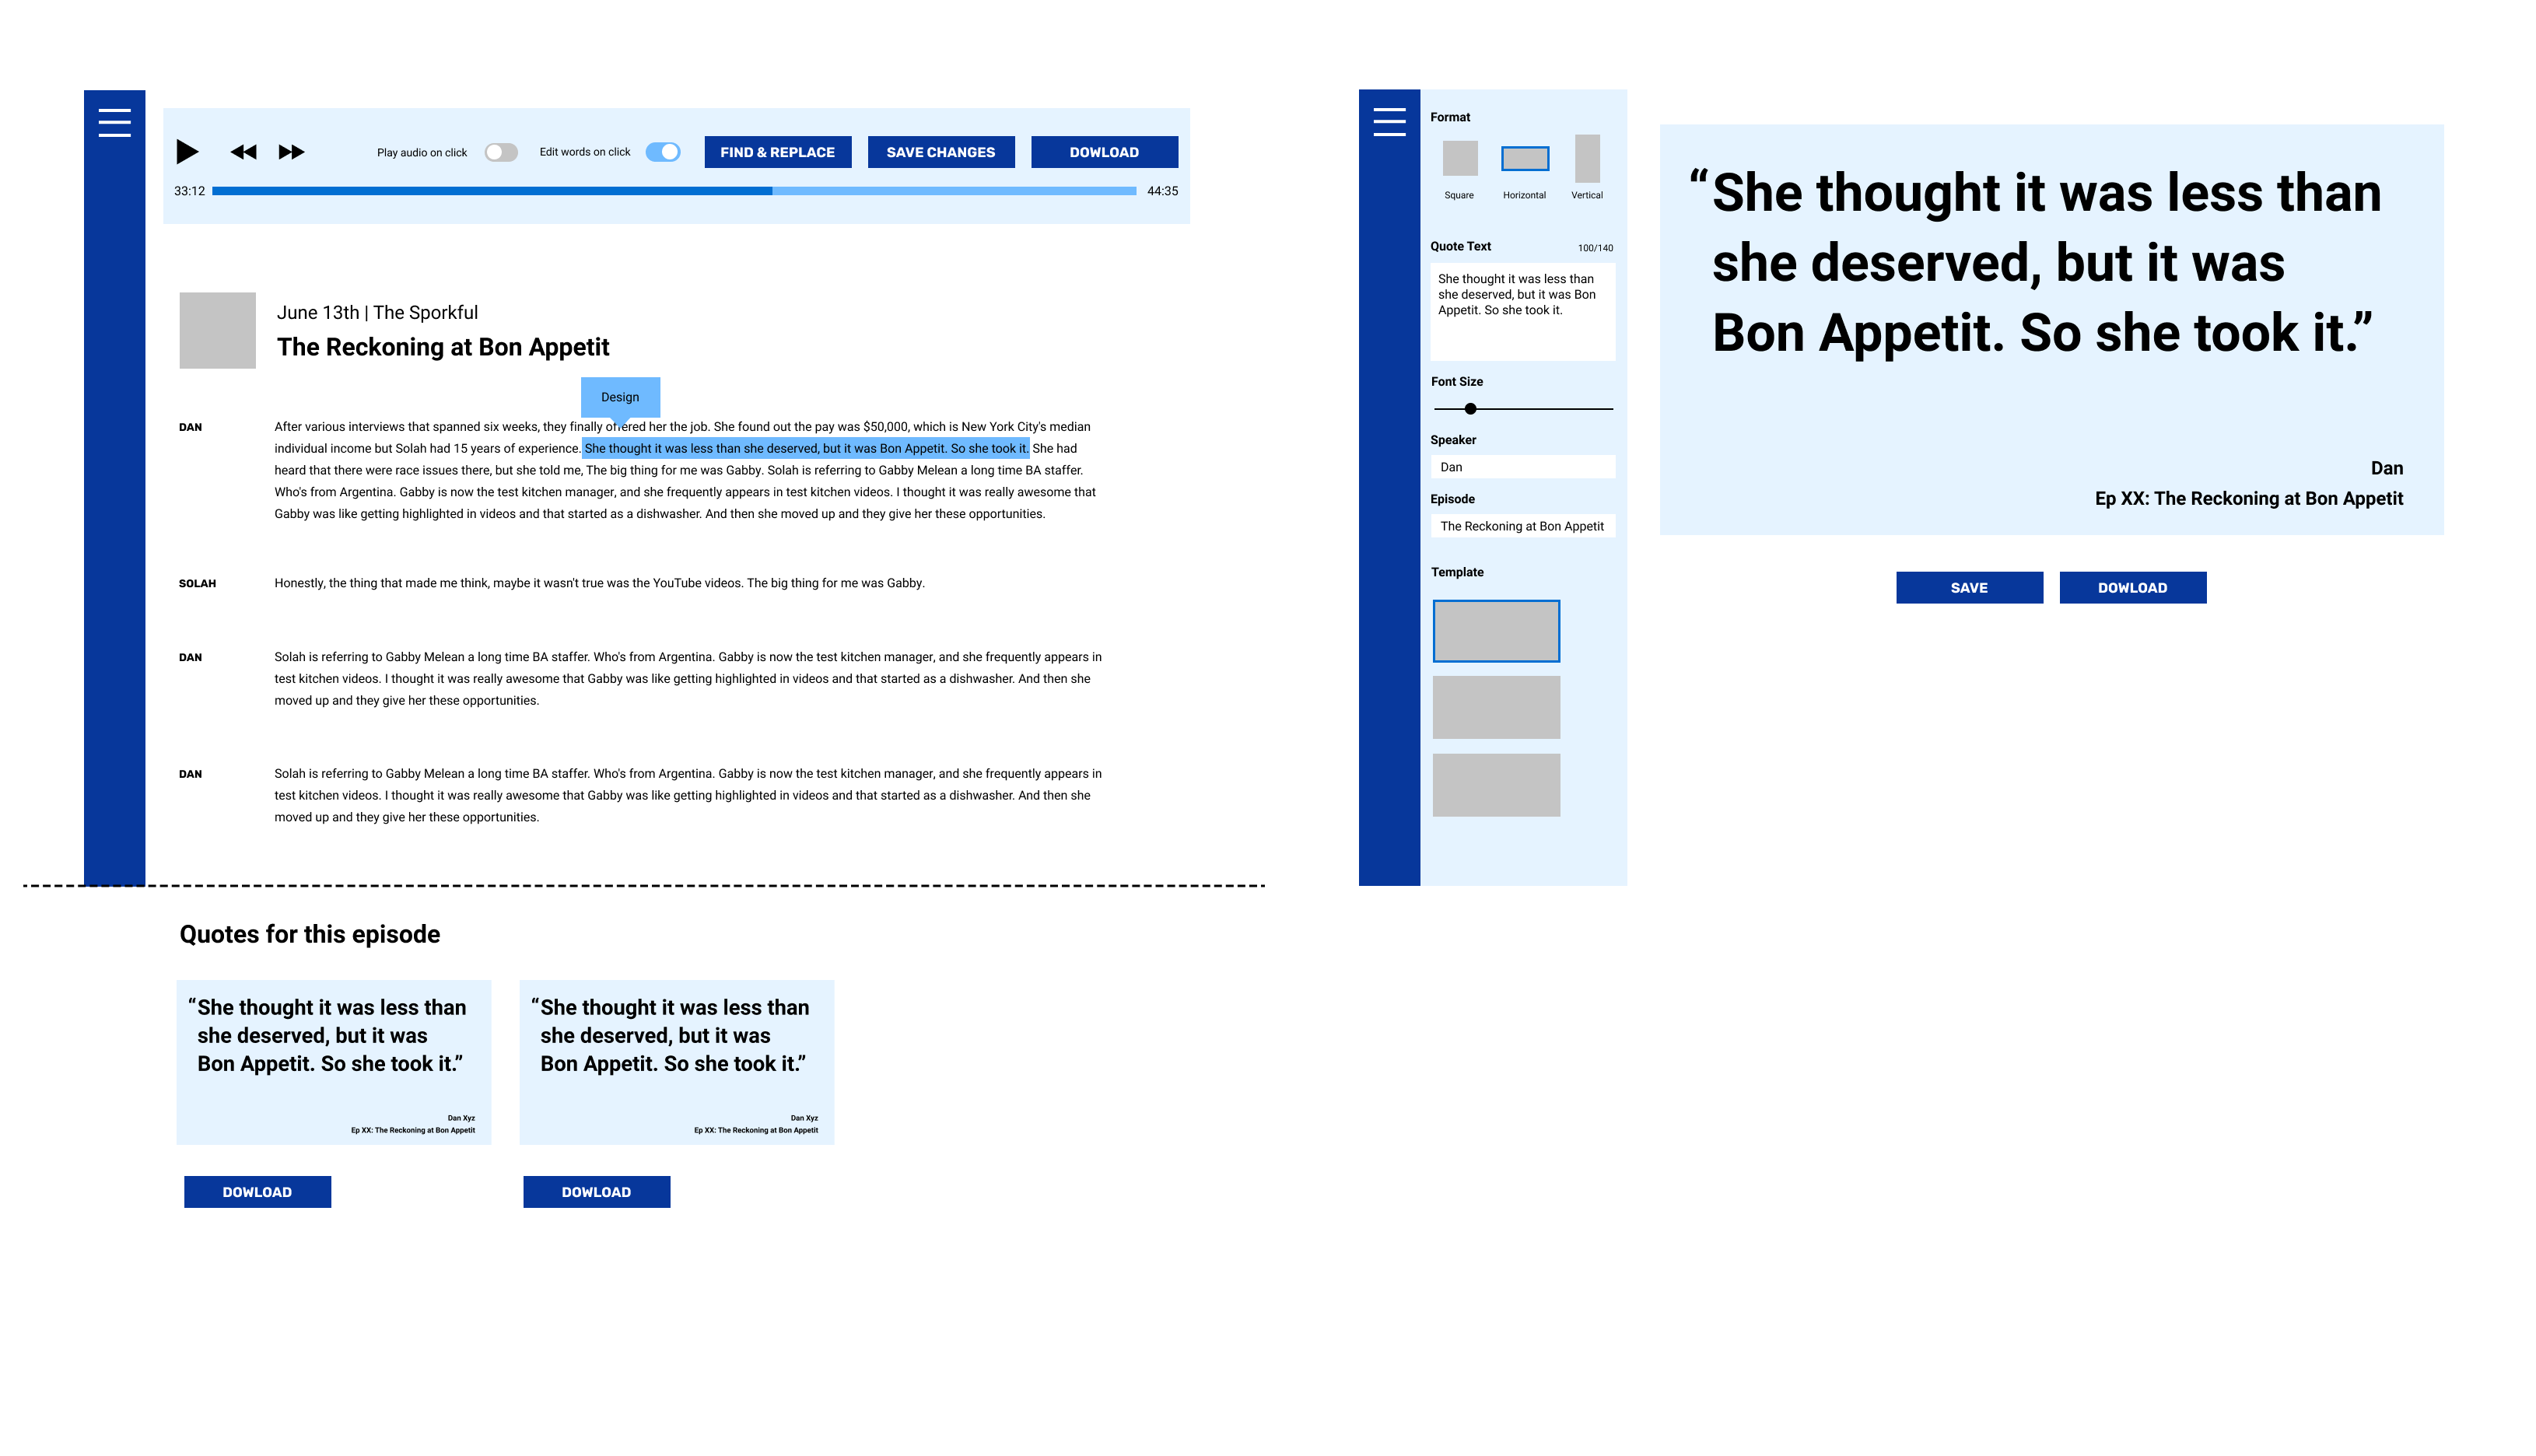 Play audio on click
Edit words on click
FIND & REPLACE
SAVE CHANGES
DOWLOAD
33:12
44:35
June 13th | The Sporkful
The Reckoning at Bon Appetit
Design
DAN
After various interviews that spanned six weeks, they finally offered her the job. She found out the pay was $50,000, which is New York City's median
individual income but Solah had 15 years of experience. She thought it was less than she deserved, but it was Bon Appetit. So she took it. She had
heard that there were race issues there, but she told me, The big thing for me was Gabby. Solah is referring to Gabby Melean a long time BA staffer.
Who's from Argentina. Gabby is now the test kitchen manager, and she frequently appears in test kitchen videos. I thought it was really awesome that
Gabby was like getting highlighted in videos and that started as a dishwasher. And then she moved up and they give her these opportunities.
SOLAH
Honestly, the thing that made me think, maybe it wasn't true was the YouTube videos. The big thing for me was Gabby.
DAN
Solah is referring to Gabby Melean a long time BA staffer. Who's from Argentina. Gabby is now the test kitchen manager, and she frequently appears in
test kitchen videos. I thought it was really awesome that Gabby was like getting highlighted in videos and that started as a dishwasher. And then she
moved up and they give her these opportunities.
DAN
Solah is referring to Gabby Melean a long time BA staffer. Who's from Argentina. Gabby is now the test kitchen manager, and she frequently appears in
test kitchen videos. I thought it was really awesome that Gabby was like getting highlighted in videos and that started as a dishwasher. And then she
moved up and they give her these opportunities.
Quotes for this episode
“She thought it was less than
she deserved, but it was
Bon Appetit. So she took it.”
Dan Xyz
Ep XX: The Reckoning at Bon Appetit
DOWLOAD
“She thought it was less than
she deserved, but it was
Bon Appetit. So she took it.”
Dan Xyz
Ep XX: The Reckoning at Bon Appetit
DOWLOAD
Format
Square
Horizontal
Vertical
Quote Text
100/140
She thought it was less than
she deserved, but it was Bon
Appetit. So she took it.
Font Size
Speaker
Dan
Episode
The Reckoning at Bon Appetit
Template
“She thought it was less than
she deserved, but it was
Bon Appetit. So she took it.”
Dan
Ep XX: The Reckoning at Bon Appetit
SAVE
DOWLOAD